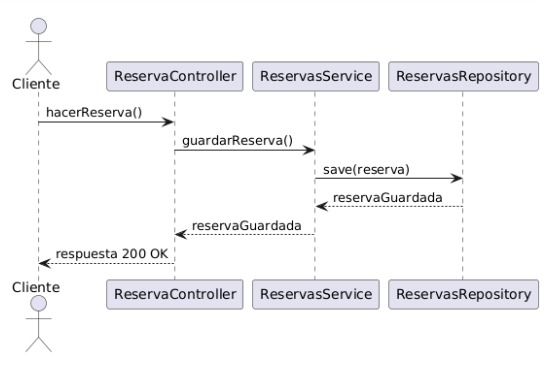 Cliente
ReservaController
ReservasService
ReservasRepository
hacerReserva()
guardarReserva()
save(reserva)
reservaGuardada
reservaGuardada
respuesta 200 OK
Cliente
ReservaController
ReservasService
ReservasRepository